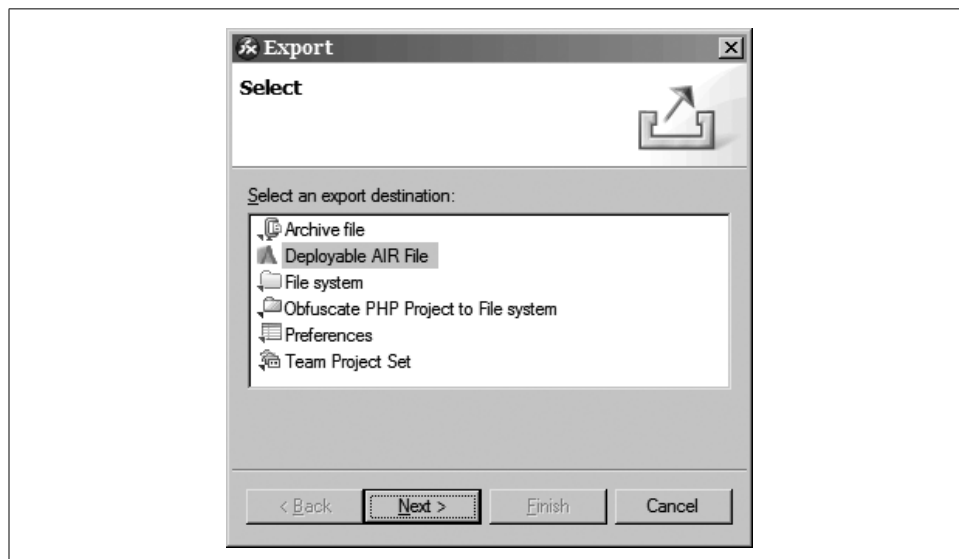 Export
Select
Select an export destination:
Archive file
Deployable AIR File
File system
Obfuscate PHP Project to File system
Preferences
Team Project Set
< Back
Next >
Finish
Cancel